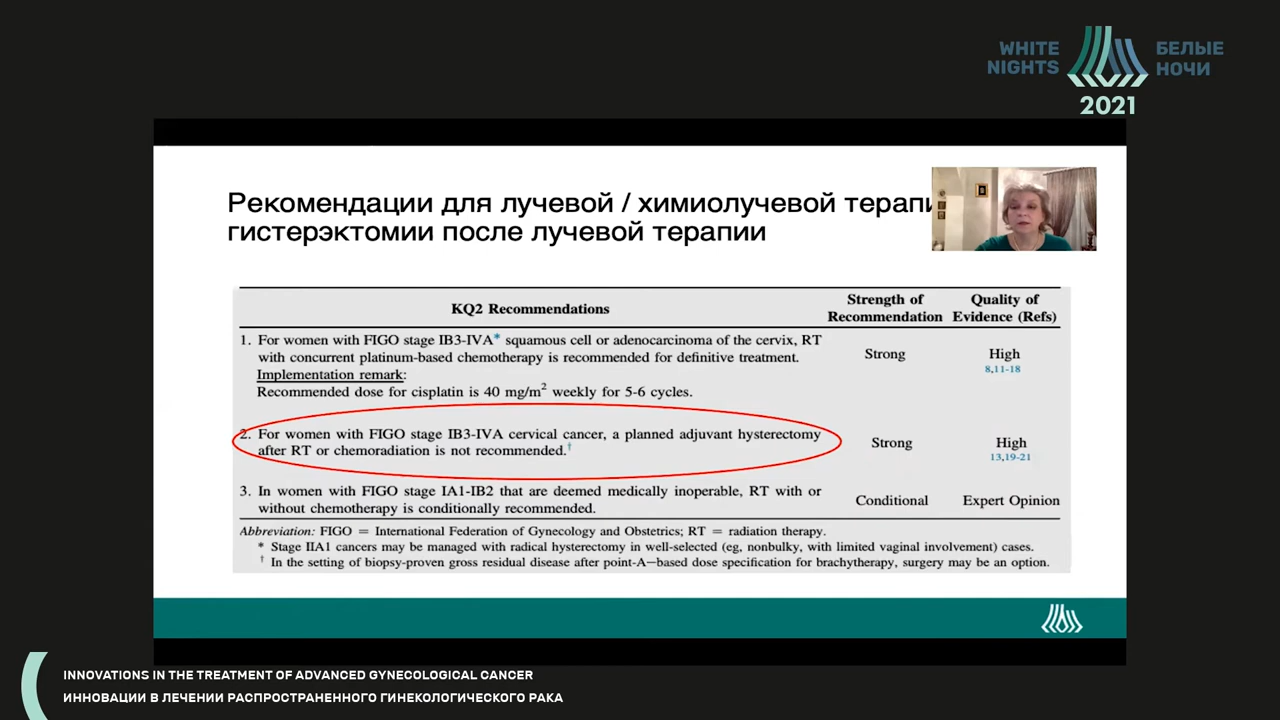 WHITE NIGHTS
БЕЛЫЕ НОЧИ
2021
Рекомендации для лучевой / химиолучевой
гистерэктомии после лучевой терапии
KQ2 Recommendations
Strength of Recommendation
Quality of Evidence (Refs)
1. For women with FIGO stage IB3-IVA* squamous cell or adenocarcinoma of the cervix, RT
with concurrent platinum-based chemotherapy is recommended for definitive treatment.
Implementation remark:
Recommended dose for cisplatin is 40 mg/m2 weekly for 5-6 cycles.
Strong
High
8,11-18
2. For women with FIGO stage IB3-IVA cervical cancer, a planned adjuvant hysterectomy
after RT or chemoradiation is not recommended.†
Strong
High
13,19-21
3. In women with FIGO stage IA1-IB2 that are deemed medically inoperable, RT with or
without chemotherapy is conditionally recommended.
Conditional
Expert Opinion
Abbreviation: FIGO = International Federation of Gynecology and Obstetrics; RT = radiation therapy.
* Stage IIA1 cancers may be managed with radical hysterectomy in well-selected (eg, nonbulky, with limited vaginal involvement) cases.
† In the setting of biopsy-proven gross residual disease after point-A—based dose specification for brachytherapy, surgery may be an option.
INNOVATIONS IN THE TREATMENT OF ADVANCED GYNECOLOGICAL CANCER
ИННОВАЦИИ В ЛЕЧЕНИИ РАСПРОСТРАНЕННОГО ГИНЕКОЛОГИЧЕСКОГО РАКА